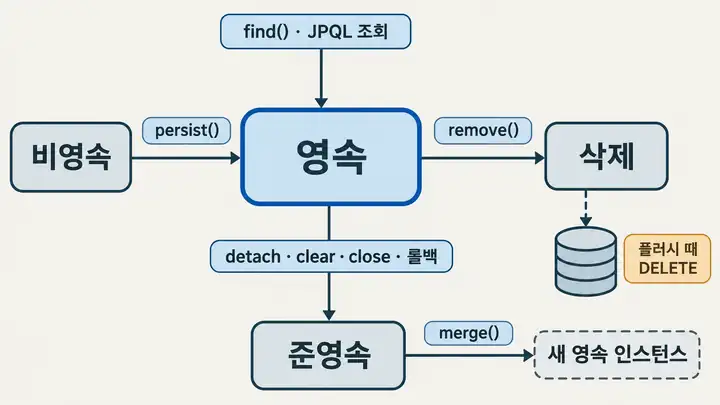 find() · JPQL 조회
비영속
persist()
영속
remove()
삭제
detach · clear · close · 롤백
플러시 때
DELETE
준영속
merge()
새 영속 인스턴스